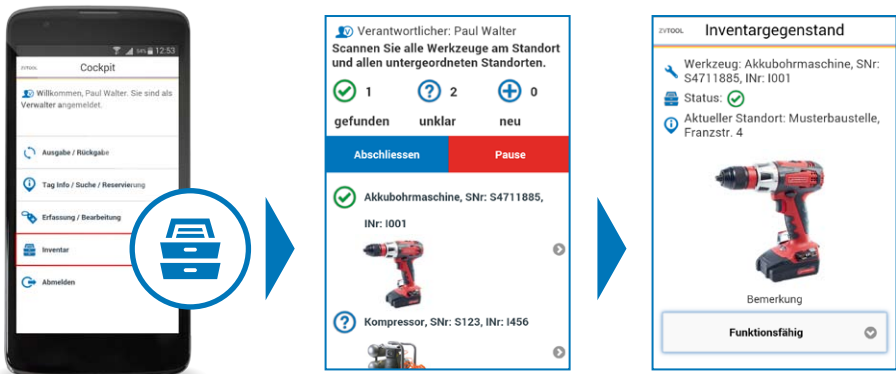 54% 12:53
ZVTOOL
Cockpit
Willkommen, Paul Walter. Sie sind als
Verwalter angemeldet.
Ausgabe / Rückgabe
Tag Info / Suche / Reservierung
Erfassung / Bearbeitung
Inventar
Abmelden
Verantwortlicher: Paul Walter
Scannen Sie alle Werkzeuge am Standort
und allen untergeordneten Standorten.
1 2 0
gefunden unklar neu
Abschliessen Pause
Akkubohrmaschine, SNr: S4711885,
INr: I001
Kompressor, SNr: S123, INr: I456
ZVTOOL Inventargegenstand
Werkzeug: Akkubohrmaschine, SNr:
S4711885, INr: I001
Status:
Aktueller Standort: Musterbaustelle,
Franzstr. 4
Bemerkung
Funktionsfähig